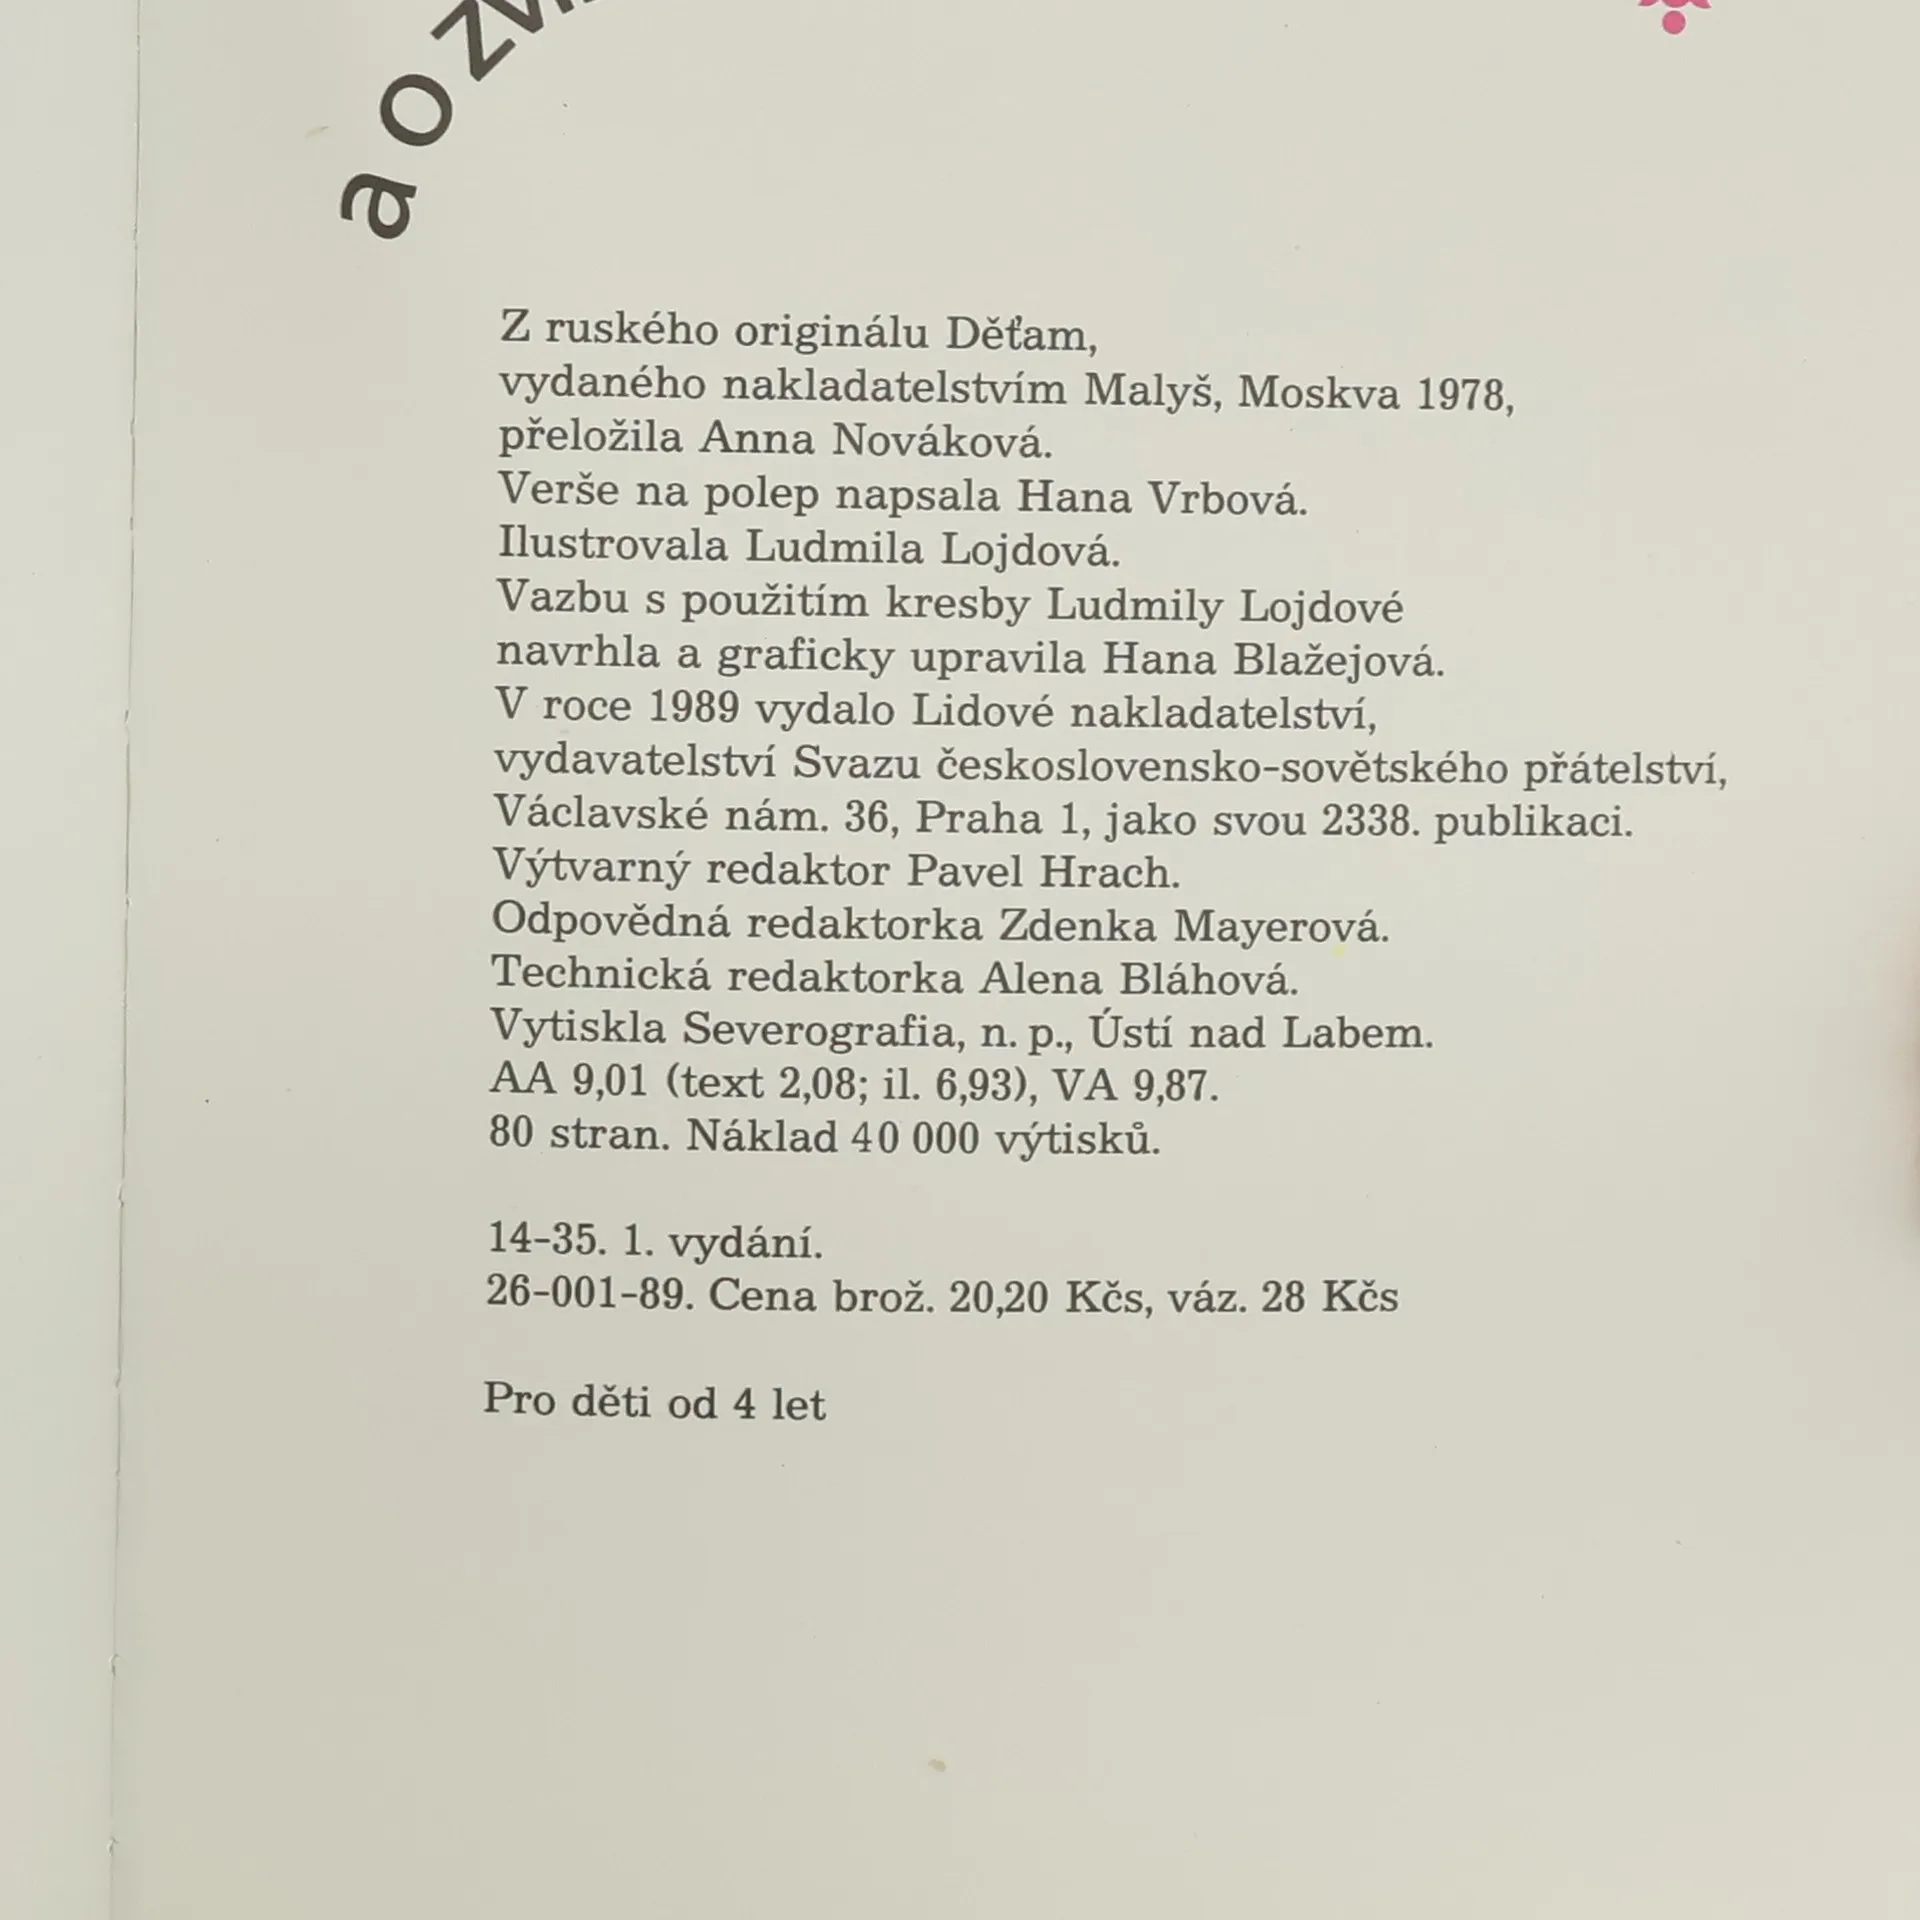 a o
Z ruského originálu Děťam,
vydaného nakladatelstvím Malyš, Moskva 1978,
přeložila Anna Nováková.
Verše na polep napsala Hana Vrbová.
Ilustrovala Ludmila Lojdová.
Vazbu s použitím kresby Ludmily Lojdové
navrhla a graficky upravila Hana Blažejová.
V roce 1989 vydalo Lidové nakladatelství,
vydavatelství Svazu československo-sovětského přátelství,
Václavské nám. 36, Praha 1, jako svou 2338. publikaci.
Výtvarný redaktor Pavel Hrach.
Odpovědná redaktorka Zdenka Mayerová.
Technická redaktorka Alena Bláhová.
Vytiskla Severografia, n. p., Ústí nad Labem.
AA 9,01 (text 2,08; il. 6,93), VA 9,87.
80 stran. Náklad 40 000 výtisků.
14-35. 1. vydání.
26-001-89. Cena brož. 20,20 Kčs, váz. 28 Kčs
Pro děti od 4 let